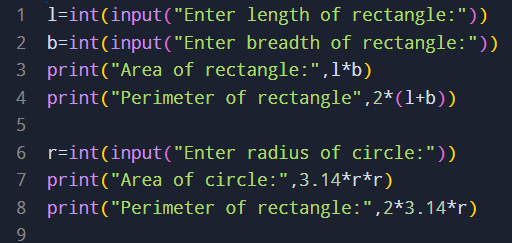 1 l=int(input("Enter length of rectangle:"))
2 b=int(input("Enter breadth of rectangle:"))
3 print("Area of rectangle:",l*b)
4 print("Perimeter of rectangle",2*(l+b))
5
6 r=int(input("Enter radius of circle:"))
7 print("Area of circle:",3.14*r*r)
8 print("Perimeter of rectangle:",2*3.14*r)
9